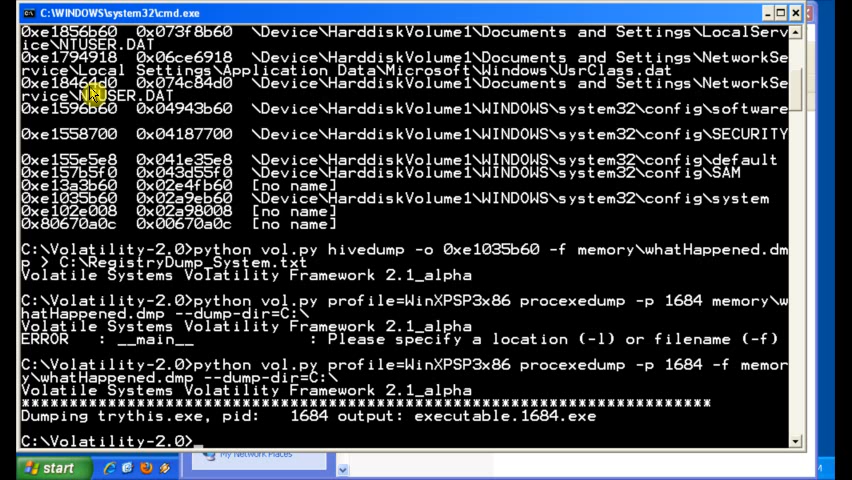 C:\WINDOWS\system32\cmd.exe
0xe1856b60  0x073f8b60  \Device\HarddiskVolume1\Documents and Settings\LocalServ
ice\NTUSER.DAT
0xe1794918  0x06ce6918  \Device\HarddiskVolume1\Documents and Settings\NetworkSe
rvice\Local Settings\Application Data\Microsoft\Windows\UsrClass.dat
0xe18464d0  0x074c84d0  \Device\HarddiskVolume1\Documents and Settings\NetworkSe
rvice\NTUSER.DAT
0xe1596b60  0x04943b60  \Device\HarddiskVolume1\WINDOWS\system32\config\software
0xe1558700  0x04187700  \Device\HarddiskVolume1\WINDOWS\system32\config\SECURITY
0xe155e5e8  0x041e35e8  \Device\HarddiskVolume1\WINDOWS\system32\config\default
0xe157b5f0  0x043d55f0  \Device\HarddiskVolume1\WINDOWS\system32\config\SAM
0xe13a3b60  0x02e4fb60  [no name]
0xe1035b60  0x02a9eb60  \Device\HarddiskVolume1\WINDOWS\system32\config\system
0xe102e008  0x02a98008  [no name]
0x80670a0c  0x00670a0c  [no name]
C:\Volatility-2.0>python vol.py hivedump -o 0xe1035b60 -f memory\whatHappened.dm
p > C:\RegistryDump_System.txt
Volatile Systems Volatility Framework 2.1_alpha
C:\Volatility-2.0>python vol.py profile=WinXPSP3x86 procexedump -p 1684 memory\w
hatHappened.dmp --dump-dir=C:\
Volatile Systems Volatility Framework 2.1_alpha
ERROR   : __main__            : Please specify a location (-l) or filename (-f)
C:\Volatility-2.0>python vol.py profile=WinXPSP3x86 procexedump -p 1684 -f memor
y\whatHappened.dmp --dump-dir=C:\
Volatile Systems Volatility Framework 2.1_alpha
************************************************************************
Dumping trythis.exe, pid:   1684 output: executable.1684.exe
C:\Volatility-2.0>_
My Network Places
start